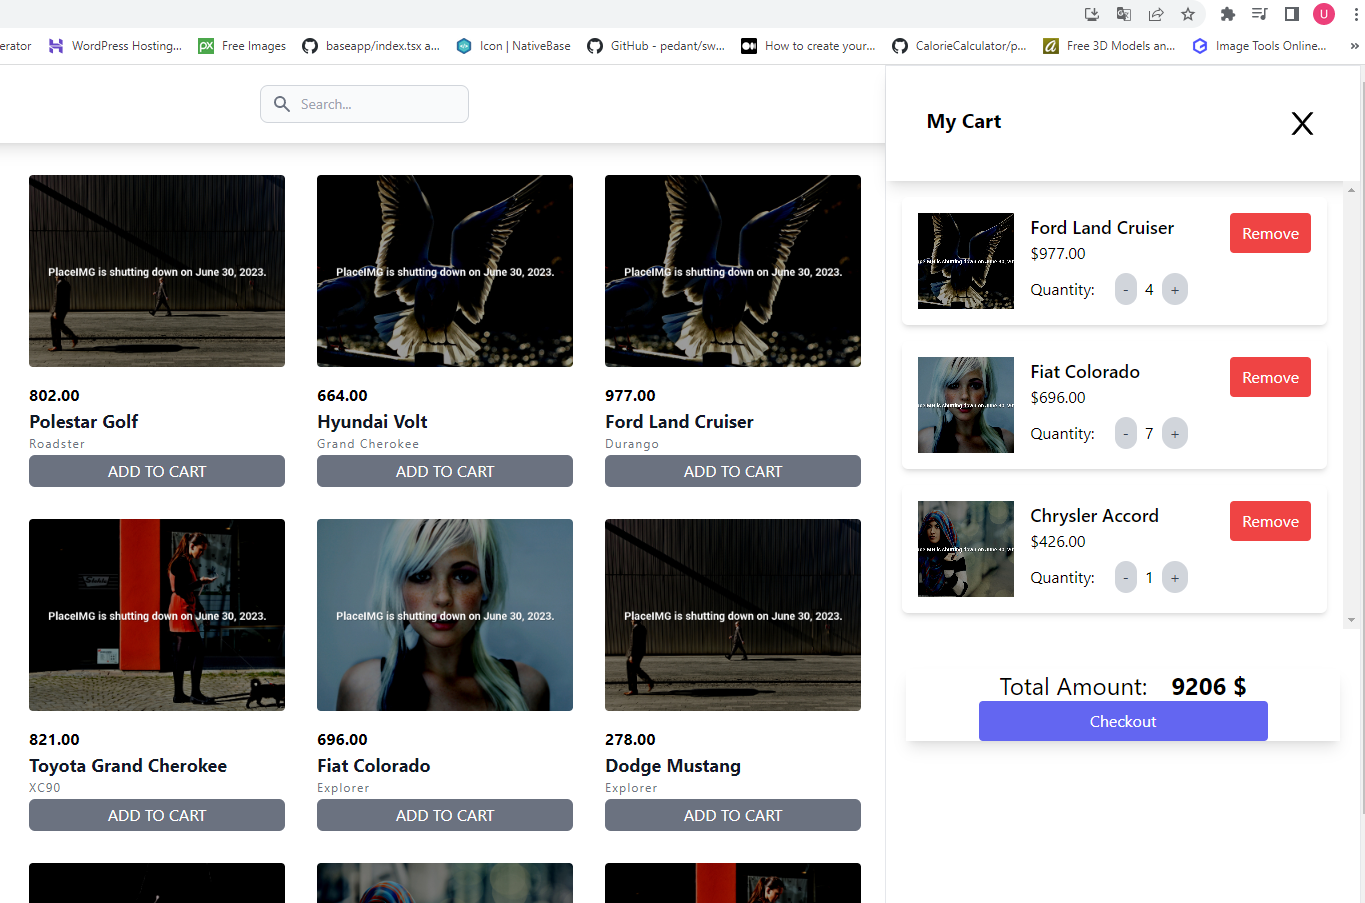 erator
WordPress Hosting...
Free Images
baseapp/index.tsx a...
Icon | NativeBase
GitHub - pedant/sw...
How to create your...
CalorieCalculator/p...
Free 3D Models an...
Image Tools Online...
»
U
Search...
My Cart
X
PlaceIMG is shutting down on June 30, 2023.
PlaceIMG is shutting down on June 30, 2023.
PlaceIMG is shutting down on June 30, 2023.
802.00
Polestar Golf
Roadster
ADD TO CART
664.00
Hyundai Volt
Grand Cherokee
ADD TO CART
977.00
Ford Land Cruiser
Durango
ADD TO CART
PlaceIMG is shutting down on June 30, 2023.
PlaceIMG is shutting down on June 30, 2023.
PlaceIMG is shutting down on June 30, 2023.
821.00
Toyota Grand Cherokee
XC90
ADD TO CART
696.00
Fiat Colorado
Explorer
ADD TO CART
278.00
Dodge Mustang
Explorer
ADD TO CART
Ford Land Cruiser
$977.00
Quantity: - 4 +
Remove
Fiat Colorado
$696.00
Quantity: - 7 +
Remove
Chrysler Accord
$426.00
Quantity: - 1 +
Remove
Total Amount: 9206 $
Checkout